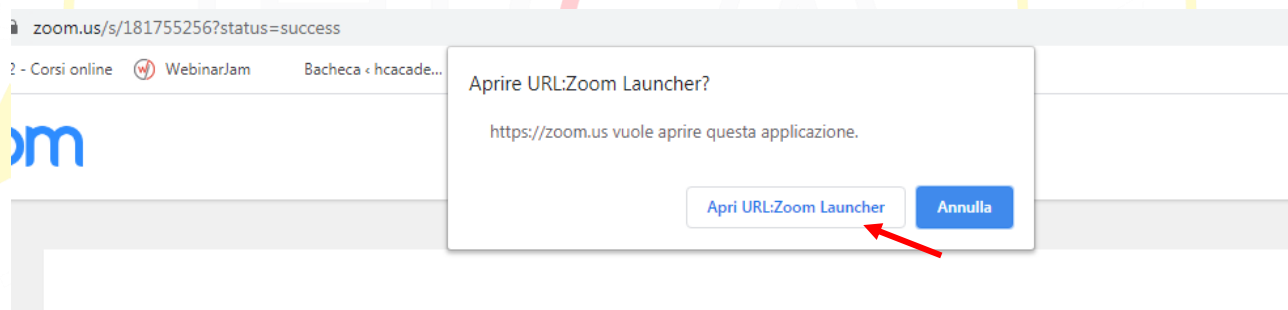 zoom.us/s/181755256?status=success
2 - Corsi online WebinarJam Bacheca ‹ hcacade...
Aprire URL:Zoom Launcher?
https://zoom.us vuole aprire questa applicazione.
om
Apri URL:Zoom Launcher Annulla